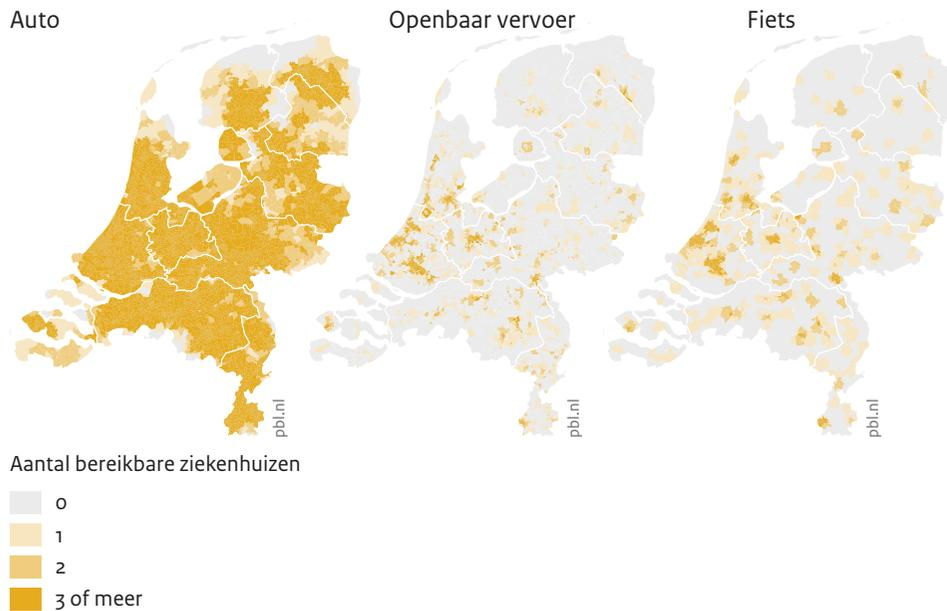 Auto
Openbaar vervoer
Fiets
pbl.nl
pbl.nl
pbl.nl
Aantal bereikbare ziekenhuizen
0
1
2
3 of meer